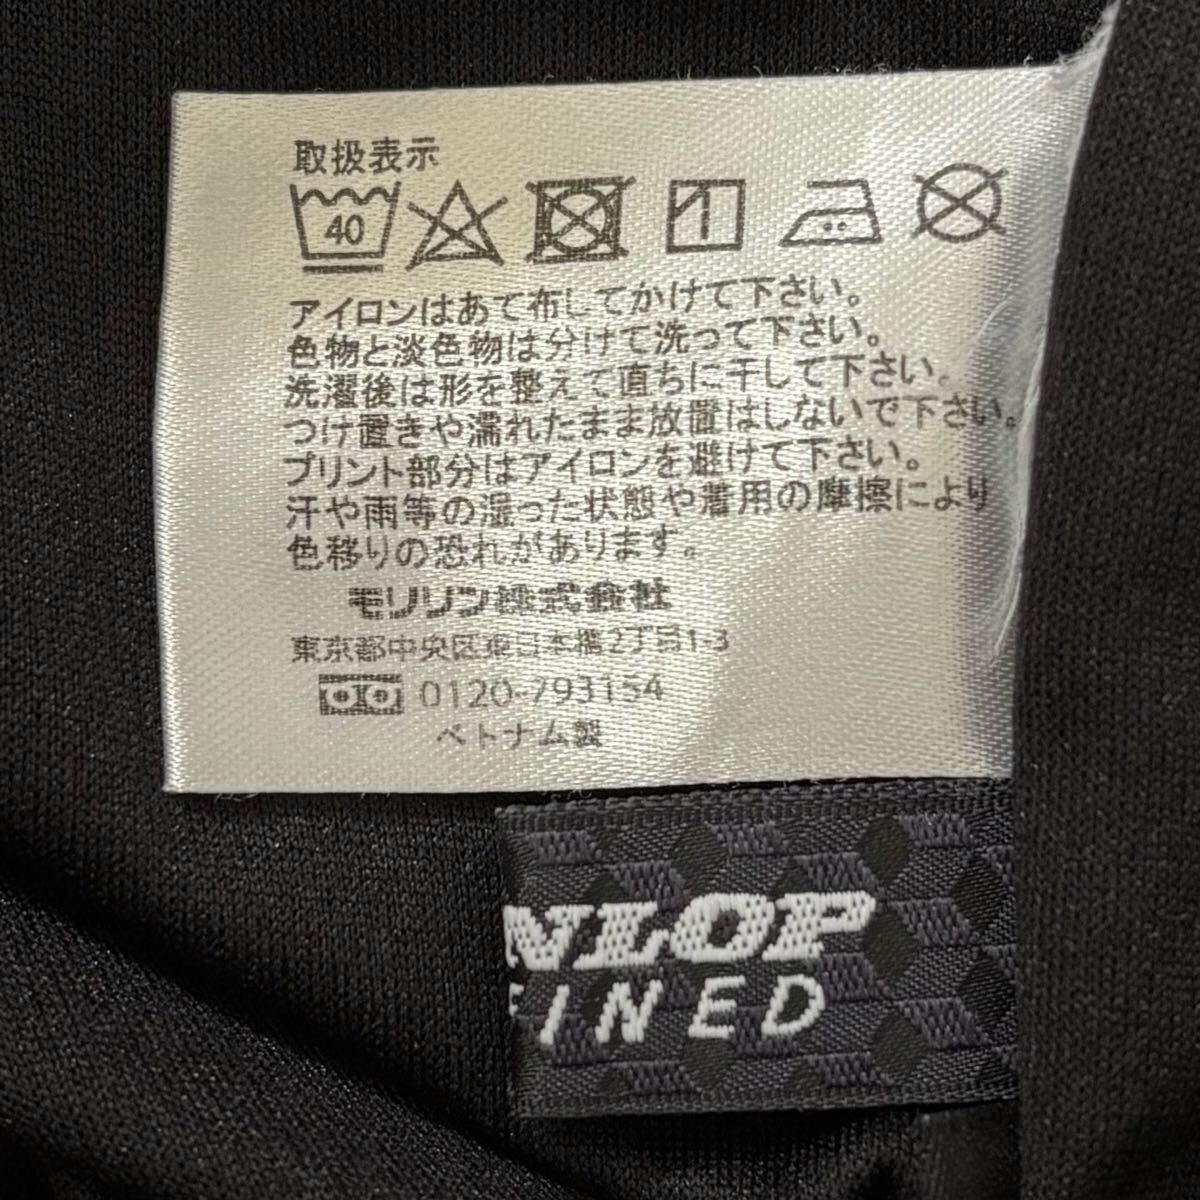 取扱表示
40
アイロンはあて布してかけて下さい。
色物と淡色物は分けて洗って下さい。
洗濯後は形を整えて直ちに干して下さい。
つけ置きや濡れたまま放置はしないで下さい。
プリント部分はアイロンを避けて下さい。
汗や雨等の湿った状態や着用の摩擦により
色移りの恐れがあります。
モリリン株式会社
東京都中央区東日本橋2丁目1-3
0120-793154
ベトナム製
NLOP
FINED